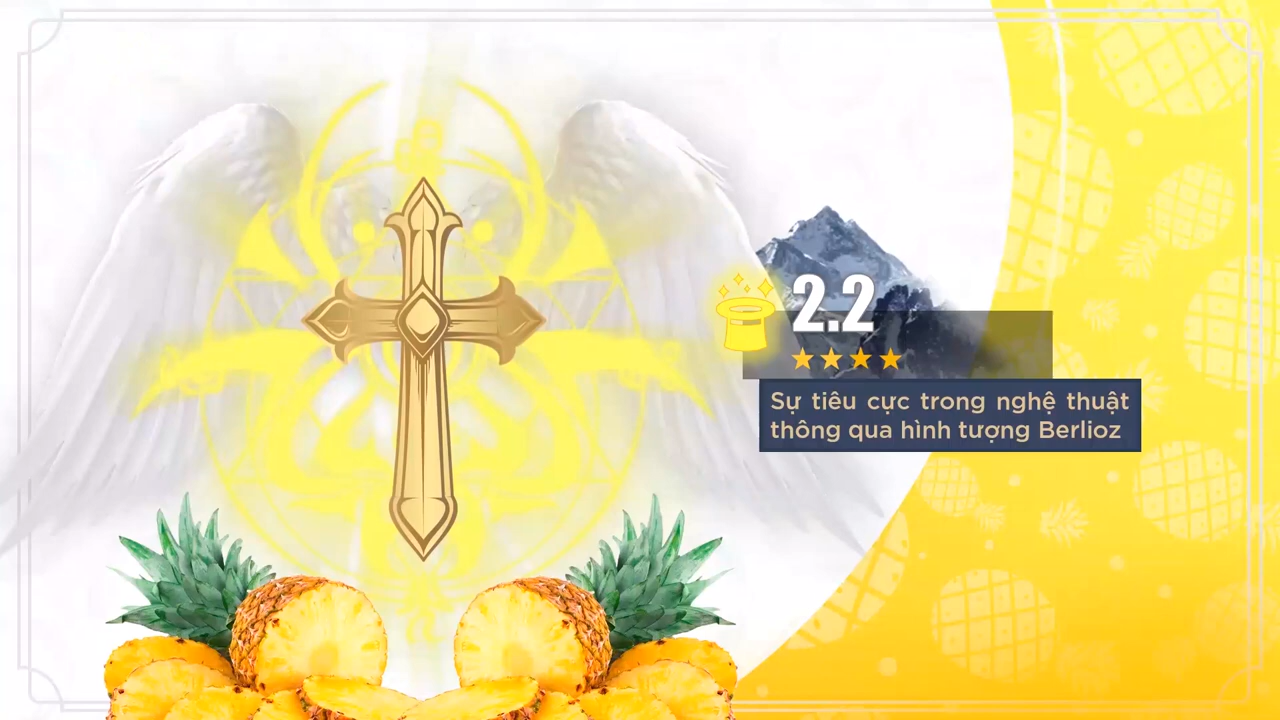 2.2
Sự tiêu cực trong nghệ thuật
thông qua hình tượng Berlioz